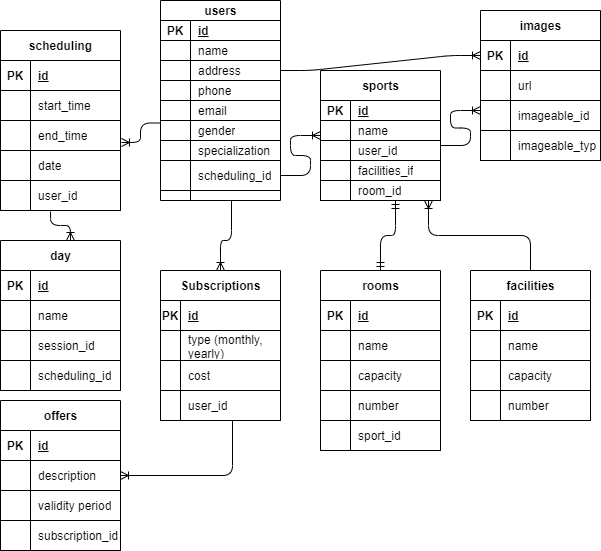 scheduling
PK id
start_time
end_time
date
user_id
users
PK id
name
address
phone
email
gender
specialization
scheduling_id
images
PK id
url
imageable_id
imageable_typ
sports
PK id
name
user_id
facilities_if
room_id
day
PK id
name
session_id
scheduling_id
Subscriptions
PK id
type (monthly,
yearly)
cost
user_id
rooms
PK id
name
capacity
number
sport_id
facilities
PK id
name
capacity
number
offers
PK id
description
validity period
subscription_id